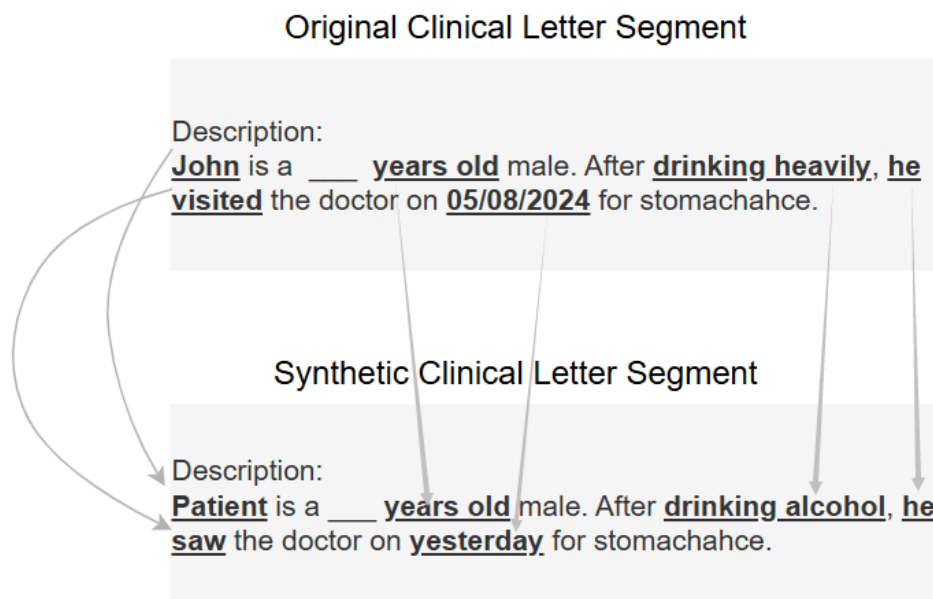 Original Clinical Letter Segment
Description:
John is a ___ years old male. After drinking heavily, he
visited the doctor on 05/08/2024 for stomachahce.
Synthetic Clinical Letter Segment
Description:
Patient is a ___ years old male. After drinking alcohol, he
saw the doctor on yesterday for stomachahce.